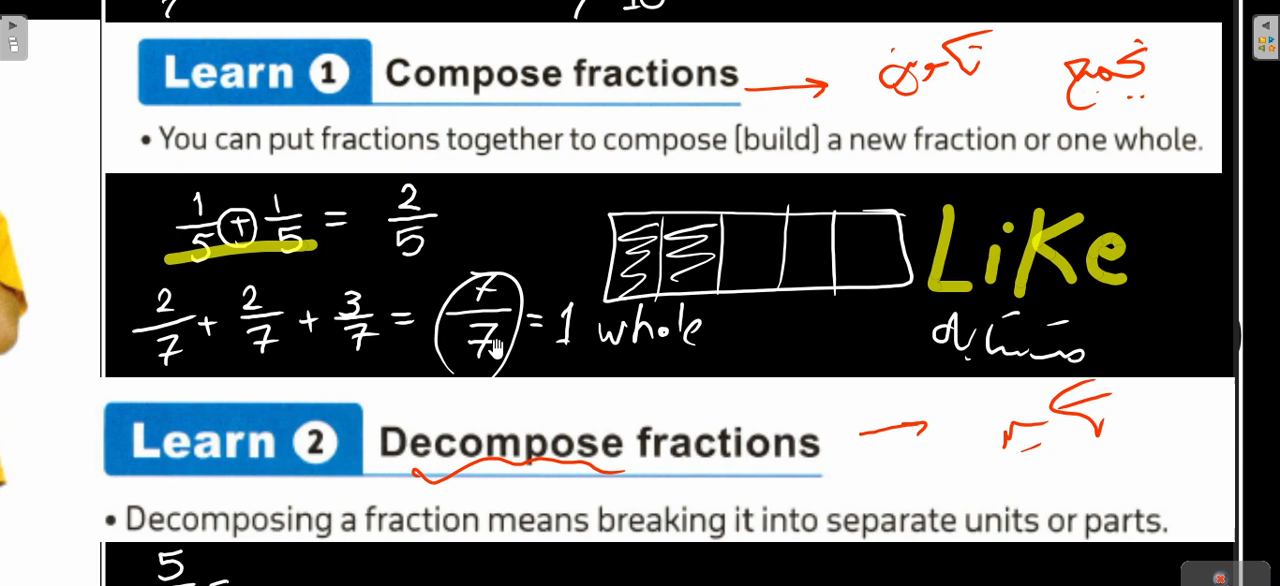 Learn 1 Compose fractions → تكوين تجميع
• You can put fractions together to compose (build) a new fraction or one whole.
1/5 + 1/5 = 2/5
LiKe
2/7 + 2/7 + 3/7 = 7/7 = 1 whole
متشابه
Learn 2 Decompose fractions →
• Decomposing a fraction means breaking it into separate units or parts.
5